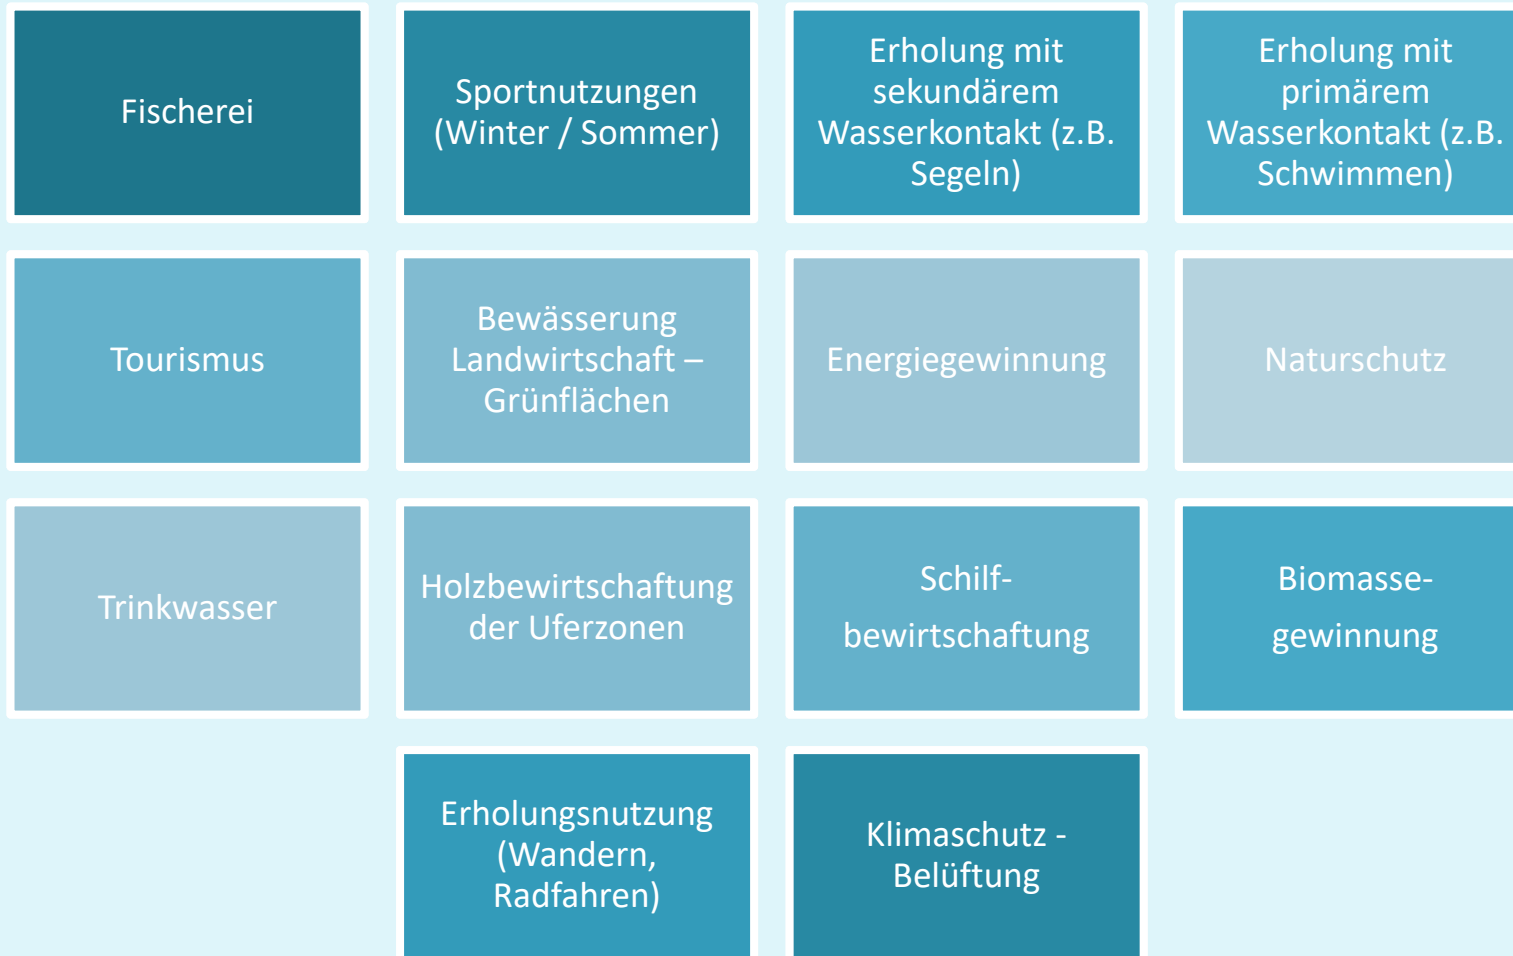 Fischerei
Sportnutzungen
(Winter / Sommer)
Erholung mit
sekundärem
Wasserkontakt (z.B.
Segeln)
Erholung mit
primärem
Wasserkontakt (z.B.
Schwimmen)
Tourismus
Bewässerung
Landwirtschaft –
Grünflächen
Energiegewinnung
Naturschutz
Trinkwasser
Holzbewirtschaftung
der Uferzonen
Schilf-
bewirtschaftung
Biomasse-
gewinnung
Erholungsnutzung
(Wandern,
Radfahren)
Klimaschutz -
Belüftung